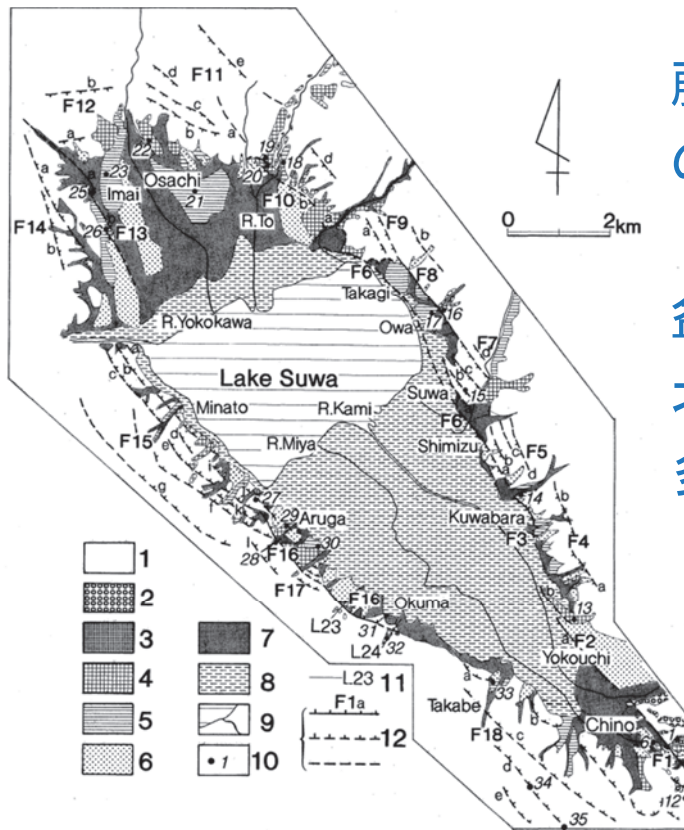 F11
e
d
b
F12
c
b
a
a
22
19
18
20
d
a
23
Osachi
F10
b
Imai
21
25
R.To
F9
b
a
F14
26
F13
b
F6
F8
Takagi
16
17
Owa
R.Yokokawa
F7
d
c
b
15
Lake Suwa
Suwa
a
b
c
Minato
R.Kami
F6
c
F5
F15
d
e
R.Miya
Shimizu
b
d
14
g
Kuwabara
b
27
F3
F4
29
Aruga
28
F16
30
a
b
13
F17
F16
Okuma
a
F2
L23
31
Yokouchi
L24
32
a
33
Takabe
Chino
F18
b
c
6
F1
d
34
12
e
35
0 2km
1
2
3 7
4 8
5 9
6 1 10
L23 11
F1a
12